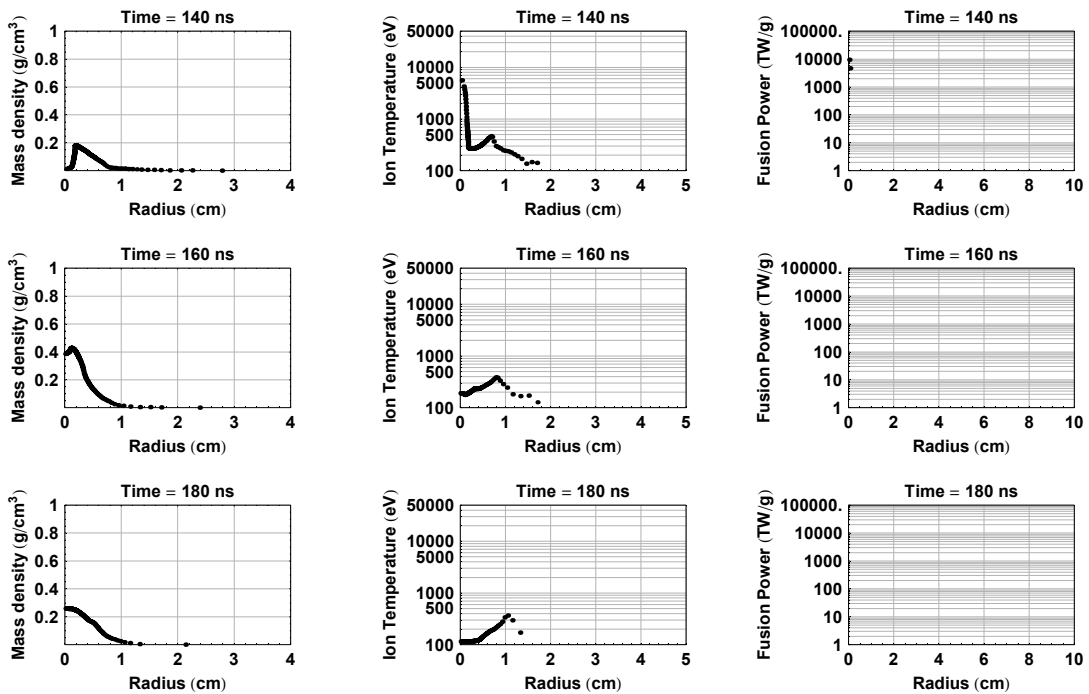 Time = 140 ns
Mass density (g/cm³)
1
0.8
0.6
0.4
0.2
0 1 2 3 4
Radius (cm)
Time = 140 ns
Ion Temperature (eV)
50000
10000
5000
1000
500
100
0 1 2 3 4 5
Radius (cm)
Time = 140 ns
Fusion Power (TW/g)
100000.
10000
1000
100
10
1
0 2 4 6 8 10
Radius (cm)
Time = 160 ns
Mass density (g/cm³)
1
0.8
0.6
0.4
0.2
0 1 2 3 4
Radius (cm)
Time = 160 ns
Ion Temperature (eV)
50000
10000
5000
1000
500
100
0 1 2 3 4 5
Radius (cm)
Time = 160 ns
Fusion Power (TW/g)
100000.
10000
1000
100
10
1
0 2 4 6 8 10
Radius (cm)
Time = 180 ns
Mass density (g/cm³)
1
0.8
0.6
0.4
0.2
0 1 2 3 4
Radius (cm)
Time = 180 ns
Ion Temperature (eV)
50000
10000
5000
1000
500
100
0 1 2 3 4 5
Radius (cm)
Time = 180 ns
Fusion Power (TW/g)
100000.
10000
1000
100
10
1
0 2 4 6 8 10
Radius (cm)